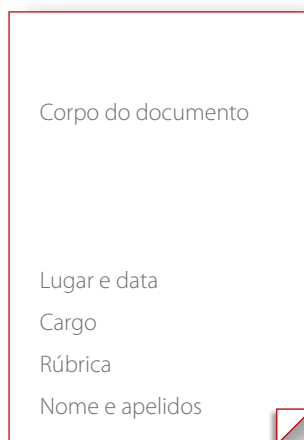 Corpo do documento
Lugar e data
Cargo
Rúbrica
Nome e apelidos